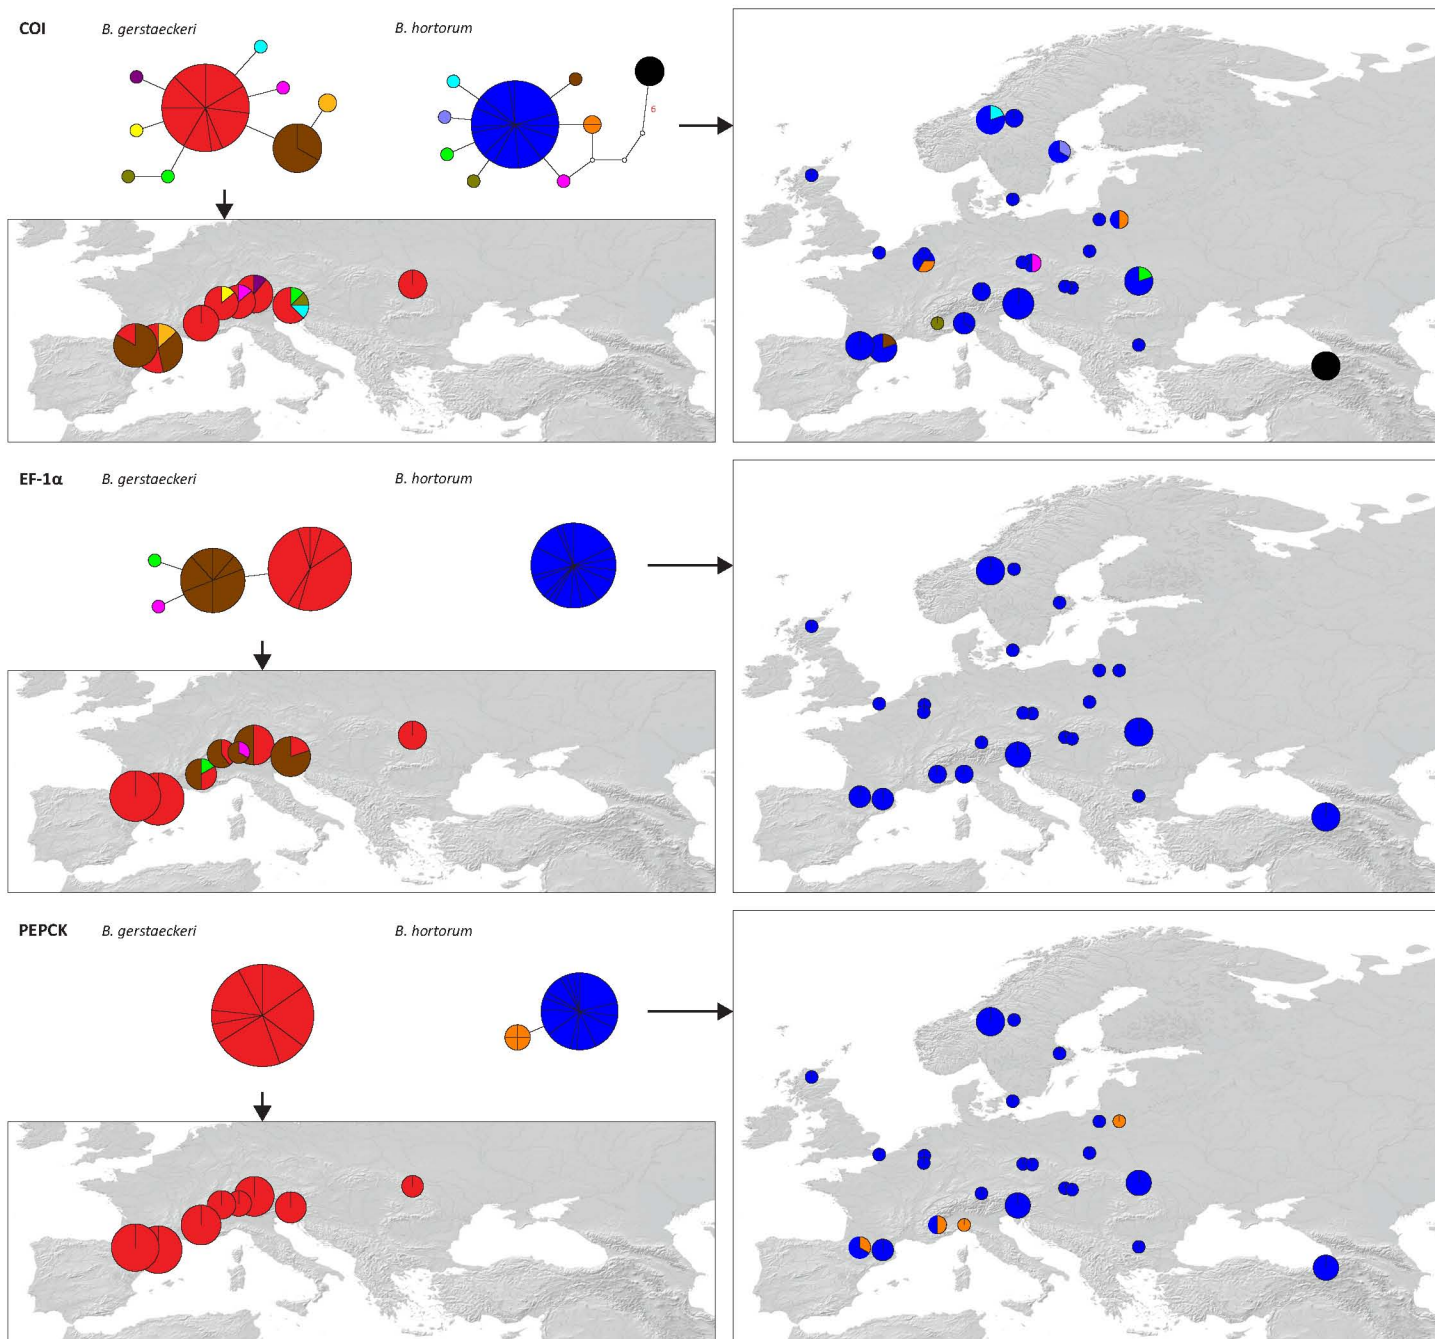 COI B. gerstaeckeri B. hortorum
6
EF-1α B. gerstaeckeri B. hortorum
PEPCK B. gerstaeckeri B. hortorum